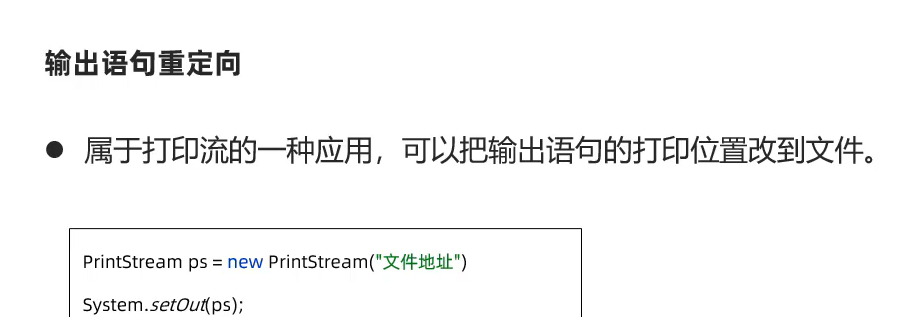 输出语句重定向
● 属于打印流的一种应用，可以把输出语句的打印位置改到文件。
PrintStream ps = new PrintStream("文件地址")
System.setOut(ps);